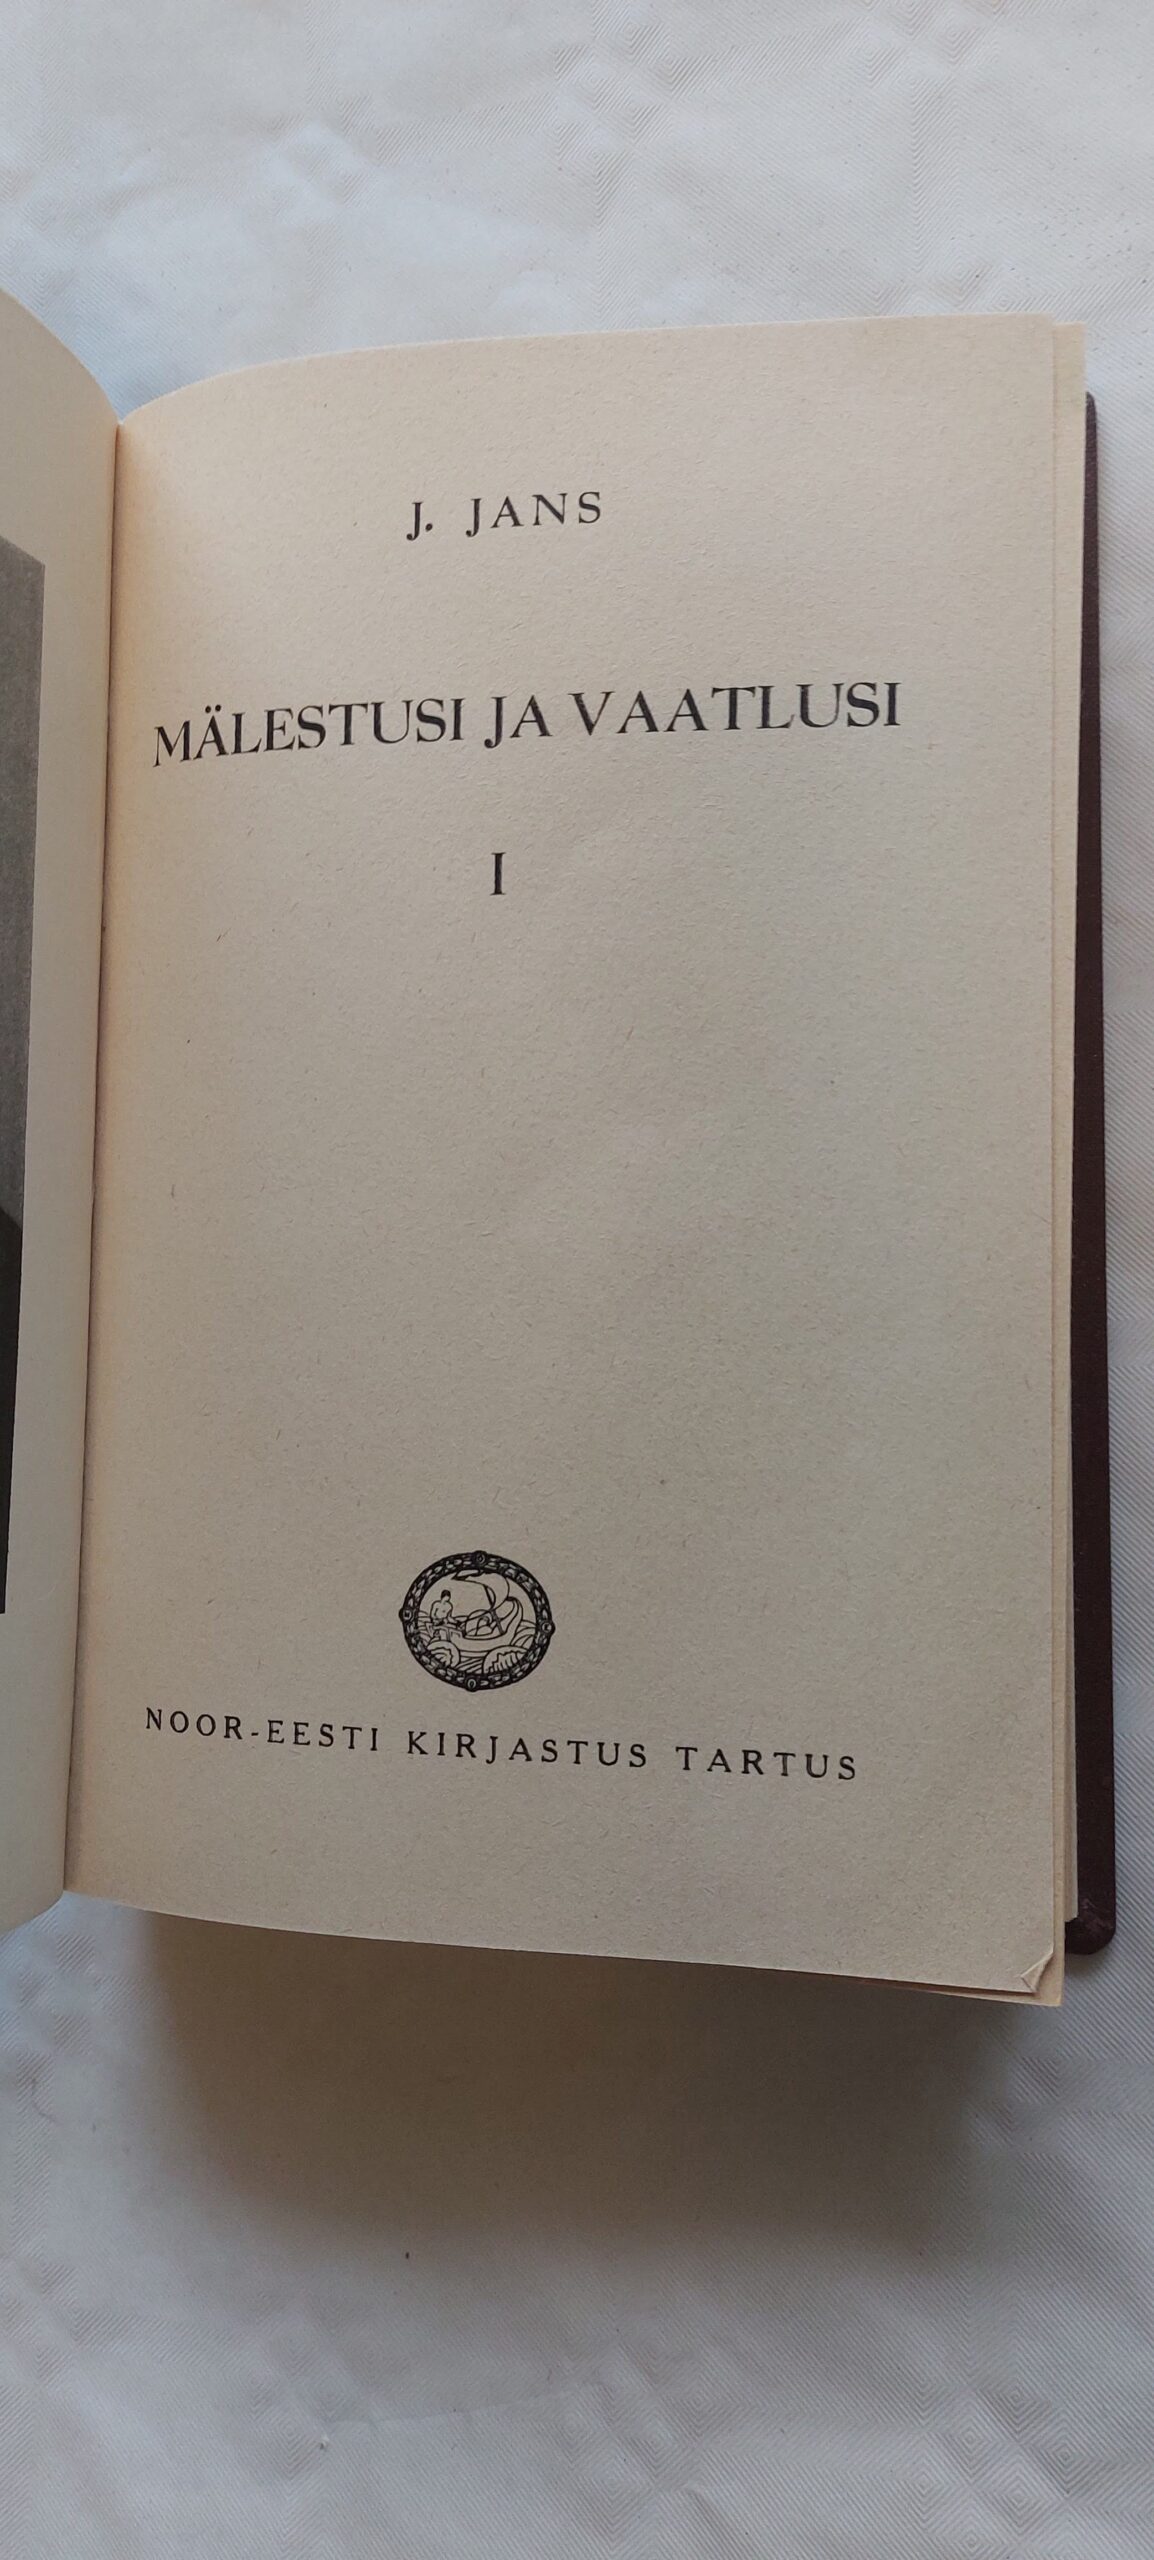 J. JANS
MÄLESTUSI JA VAATLUSI
I
NOOR-EESTI KIRJASTUS TARTUS